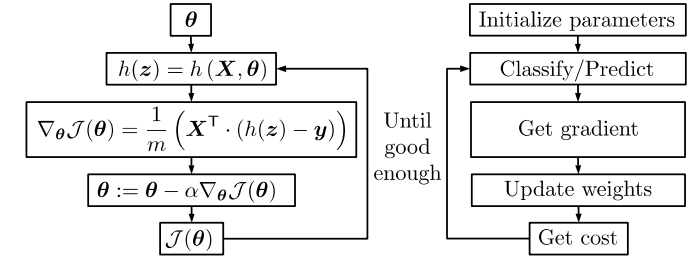 θ
h(z) = h (X, θ)
∇θ𝒥(θ) = 1/m (X⊤ · (h(z) − y))
θ := θ − α∇θ𝒥(θ)
𝒥(θ)
Until
good
enough
Initialize parameters
Classify/Predict
Get gradient
Update weights
Get cost